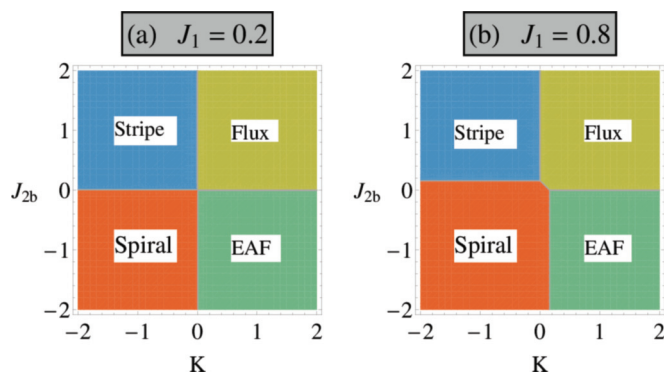 (a) J₁ = 0.2
(b) J₁ = 0.8
2
1
0
−1
−2
J₂b
Stripe
Flux
Spiral
EAF
−2 −1 0 1 2
K
2
1
0
−1
−2
J₂b
Stripe
Flux
Spiral
EAF
−2 −1 0 1 2
K